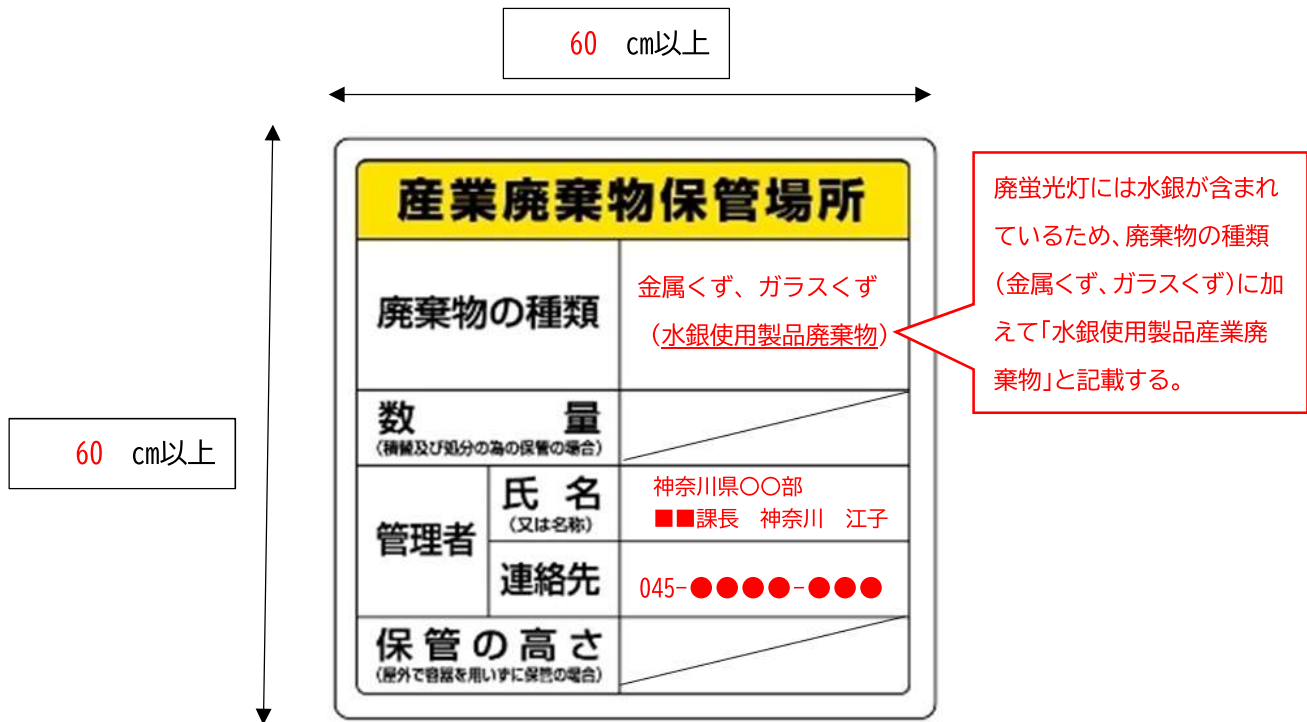 60 cm以上
60 cm以上
産業廃棄物保管場所
廃棄物の種類
金属くず、ガラスくず
（水銀使用製品廃棄物）
数量
（積替及び処分の為の保管の場合）
管理者
氏名
（又は名称）
神奈川県〇〇部
■■課長 神奈川 江子
連絡先
045-●●●●-●●●
保管の高さ
（屋外で容器を用いずに保管の場合）
廃蛍光灯には水銀が含まれ
ているため、廃棄物の種類
（金属くず、ガラスくず）に加
えて「水銀使用製品産業廃
棄物」と記載する。